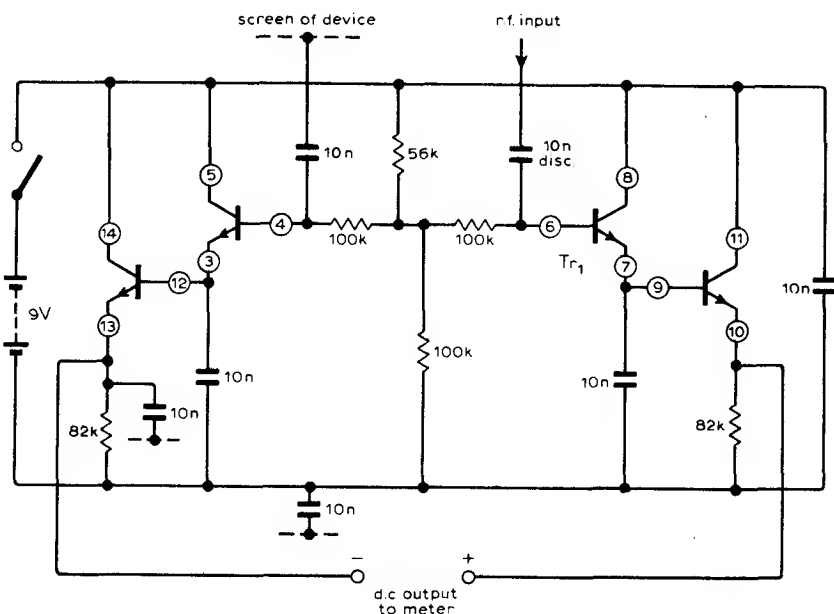 screen of device
r.f. input
10n
56k
10n
disc
5
8
14
11
4
100k
100k
6
3
Tr1
7
12
9
10n
9V
13
10
10n
100k
10n
10n
82k
82k
10n
−
+
d.c output
to meter